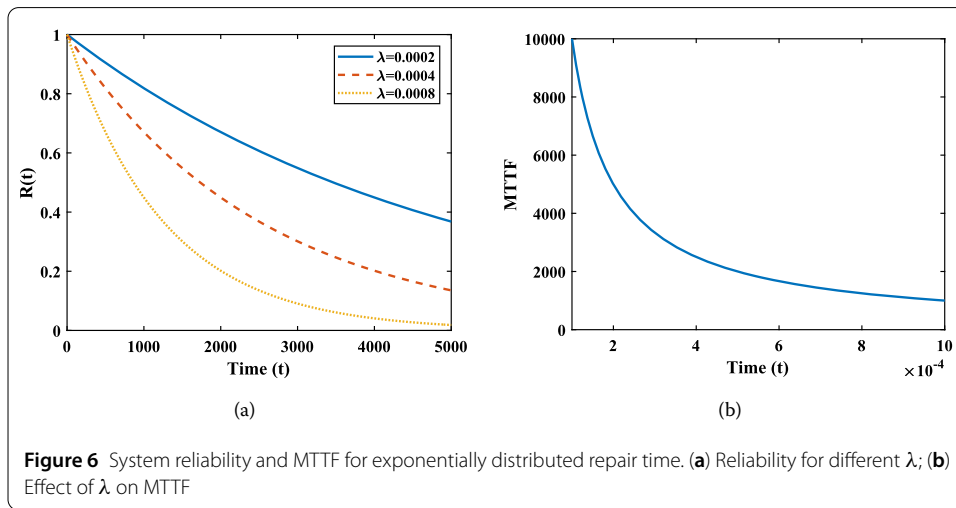 1
0.8
0.6
0.4
0.2
0
R(t)
λ=0.0002
λ=0.0004
λ=0.0008
0 1000 2000 3000 4000 5000
Time (t)
(a)
10000
8000
6000
4000
2000
0
MTTF
2 4 6 8 10
×10⁻⁴
Time (t)
(b)
Figure 6 System reliability and MTTF for exponentially distributed repair time. (a) Reliability for different λ; (b)
Effect of λ on MTTF